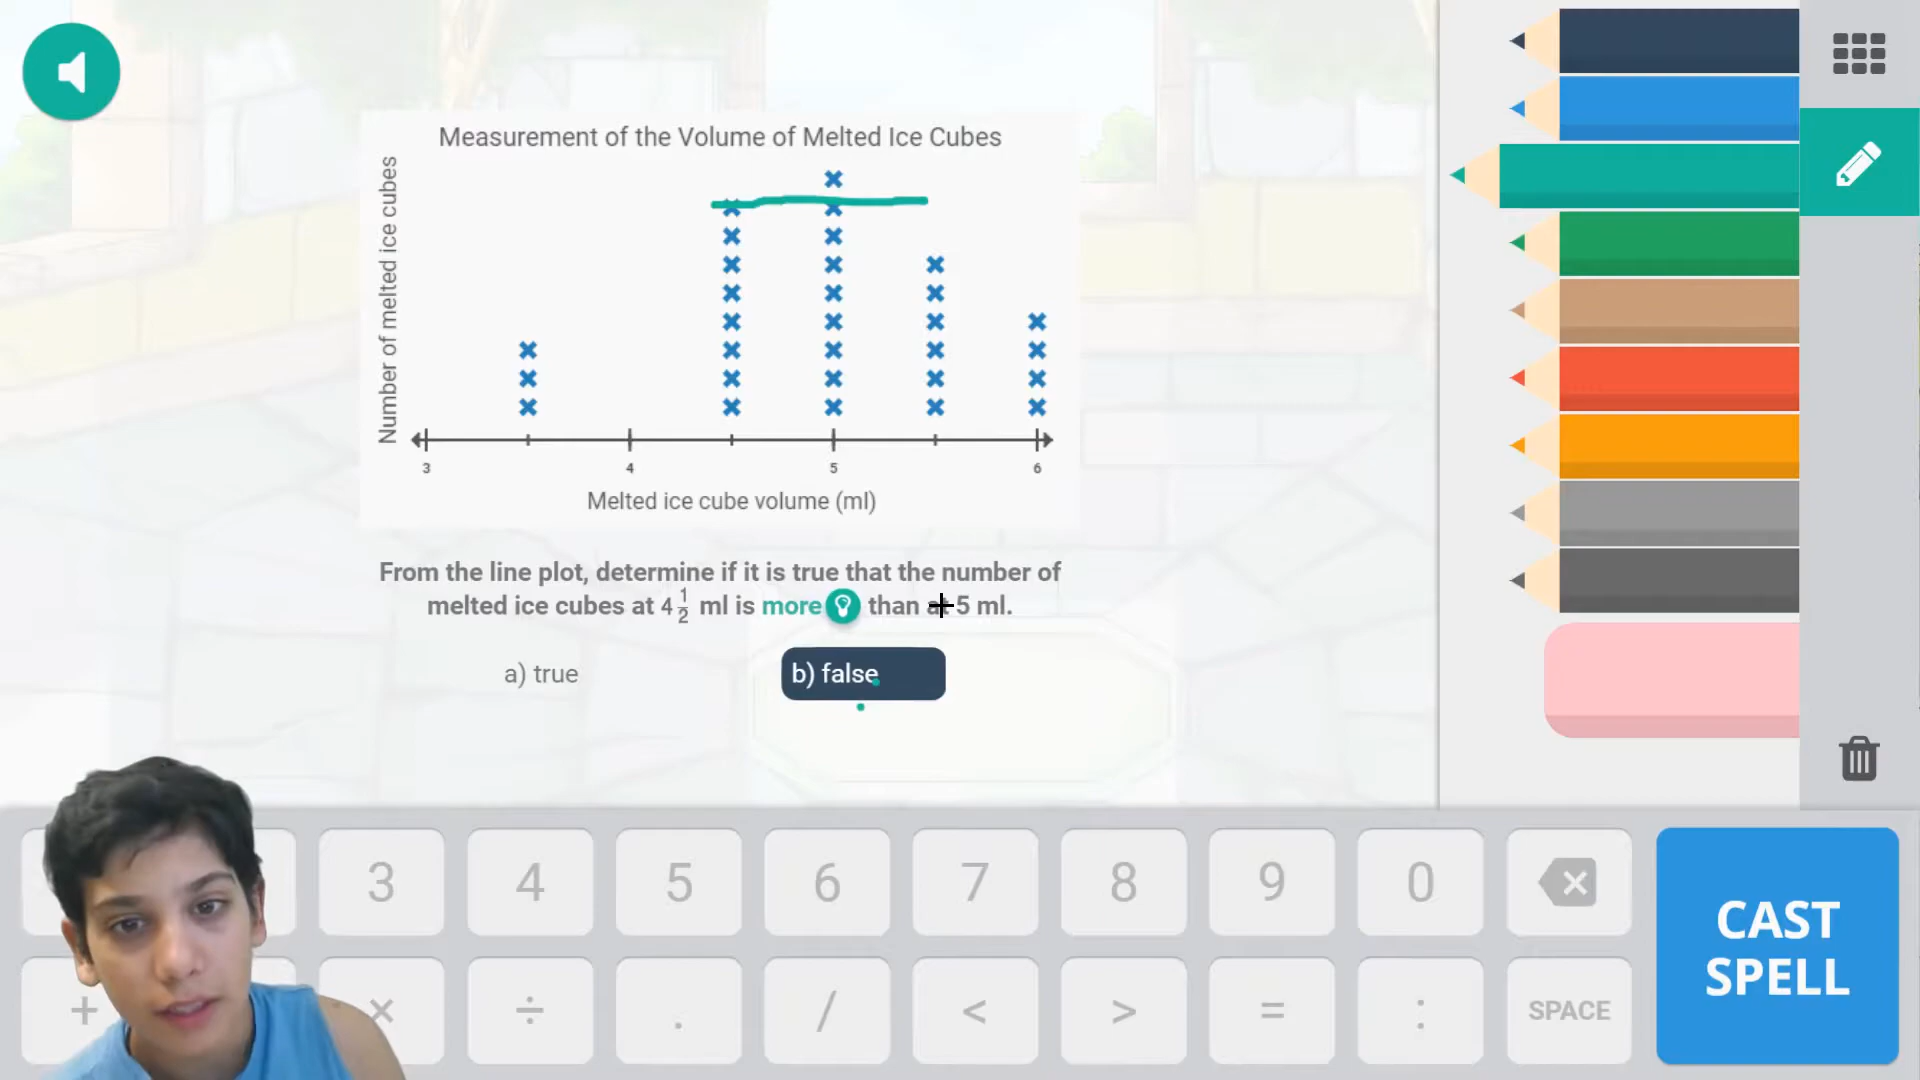 Measurement of the Volume of Melted Ice Cubes
Number of melted ice cubes
3 4 5 6
Melted ice cube volume (ml)
From the line plot, determine if it is true that the number of
melted ice cubes at 4 1/2 ml is more than at 5 ml.
a) true b) false
3 4 5 6 7 8 9 0
+ × ÷ . / < > = : SPACE
CAST
SPELL